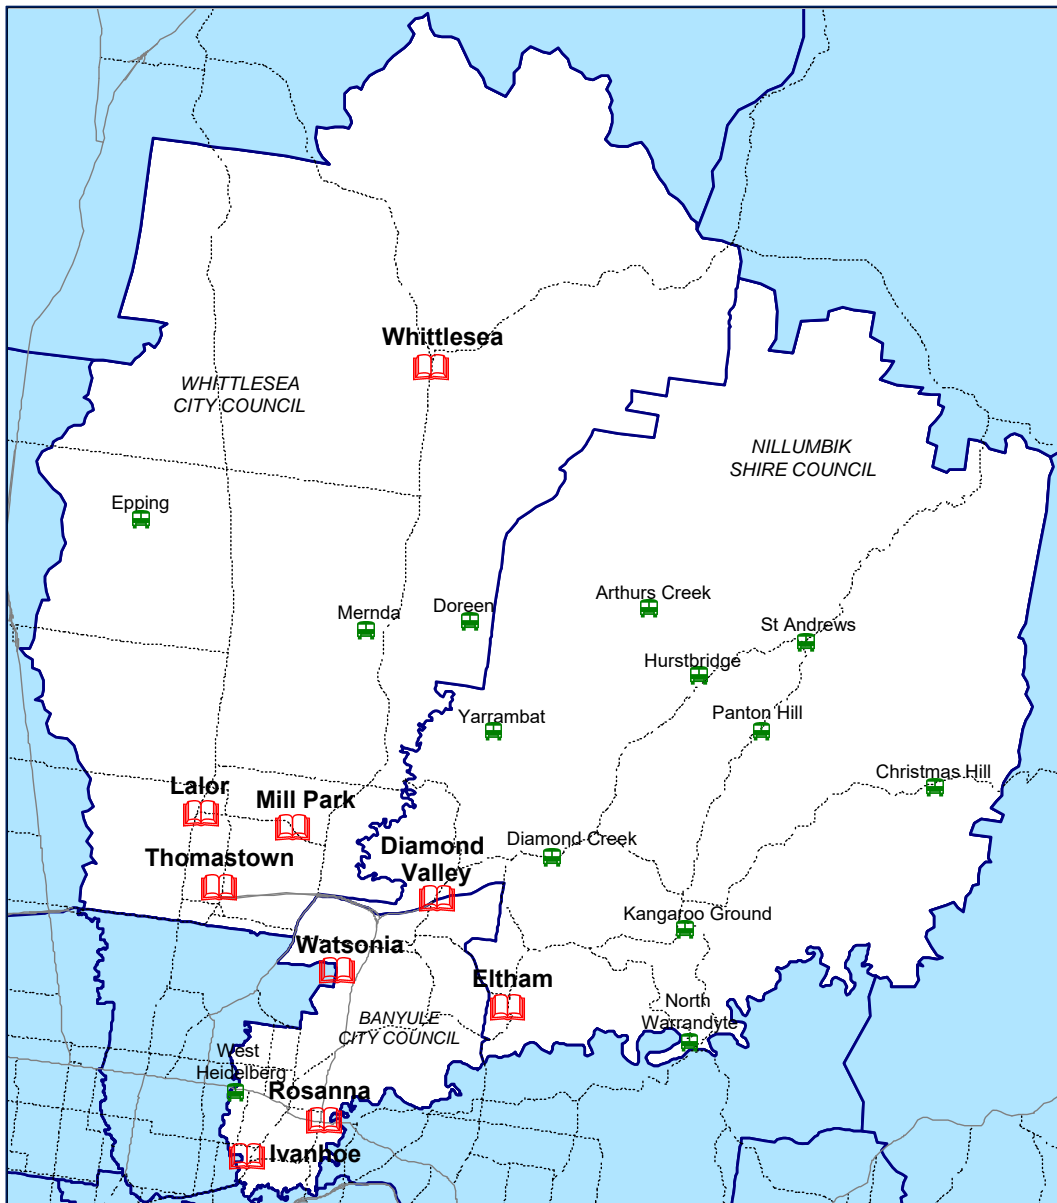 Whittlesea
WHITTLESEA
CITY COUNCIL
NILLUMBIK
SHIRE COUNCIL
Epping
Mernda
Doreen
Arthurs Creek
St Andrews
Hurstbridge
Yarrambat
Panton Hill
Christmas Hill
Lalor
Mill Park
Thomastown
Diamond
Valley
Diamond Creek
Kangaroo Ground
Watsonia
Eltham
BANYULE
CITY COUNCIL
North
Warrandyte
West
Heidelberg
Rosanna
Ivanhoe